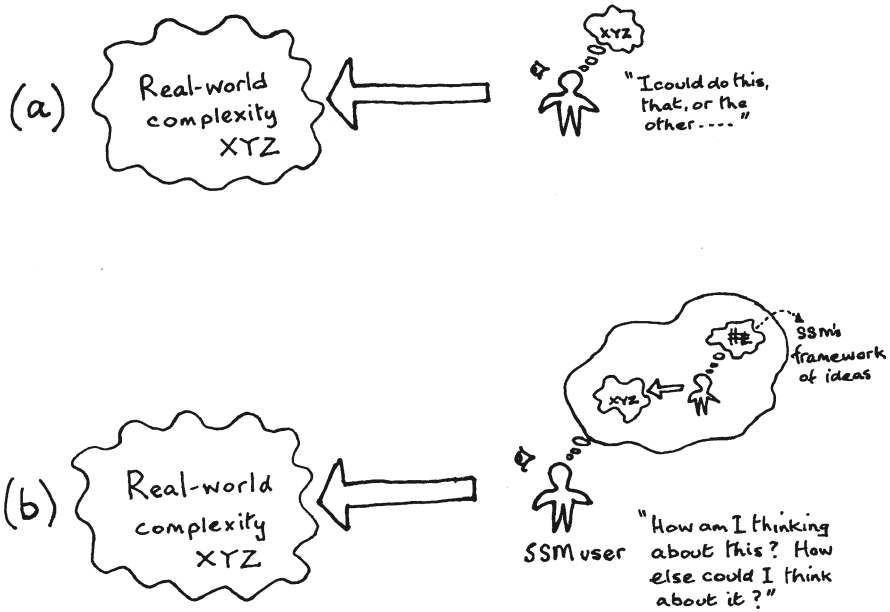 (a)
Real-world
complexity
XYZ
XYZ
"I could do this,
that, or the
other----"
(b)
Real-world
complexity
XYZ
XYZ
SSM's
framework
of ideas
SSM user
"How am I thinking
about this? How
else could I think
about it?"